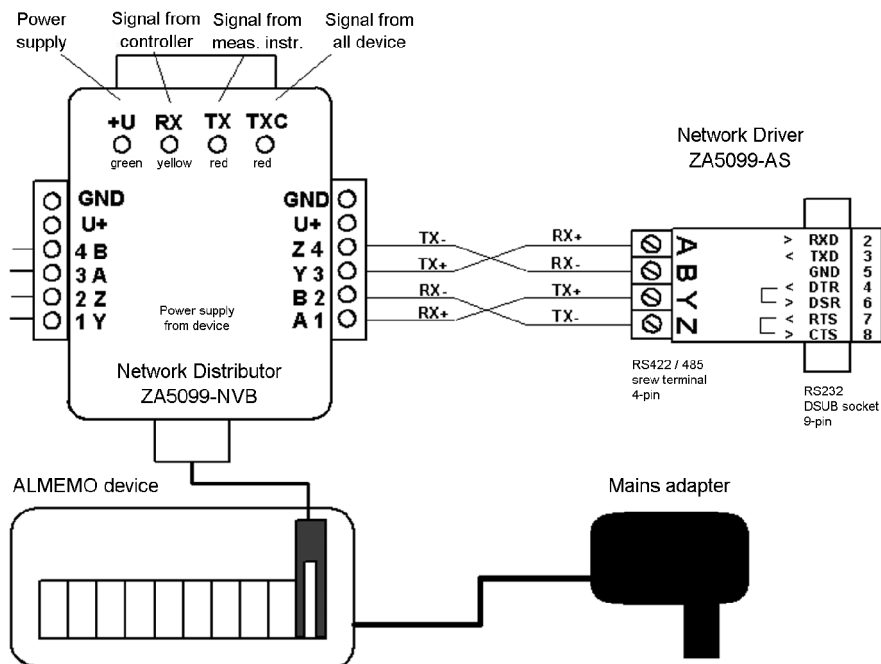 Power supply
Signal from controller
Signal from meas. instr.
Signal from all device
+U RX TX TXC
green yellow red red
GND
U+
4 B
3 A
2 Z
1 Y
GND
U+
Z 4
Y 3
B 2
A 1
Power supply from device
Network Distributor
ZA5099-NVB
TX- RX+
TX+ RX-
RX- TX+
RX+ TX-
Network Driver
ZA5099-AS
A
B
Y
Z
> RXD 2
< TXD 3
GND 5
< DTR 4
> DSR 6
< RTS 7
> CTS 8
RS422 / 485
srew terminal
4-pin
RS232
DSUB socket
9-pin
ALMEMO device
Mains adapter